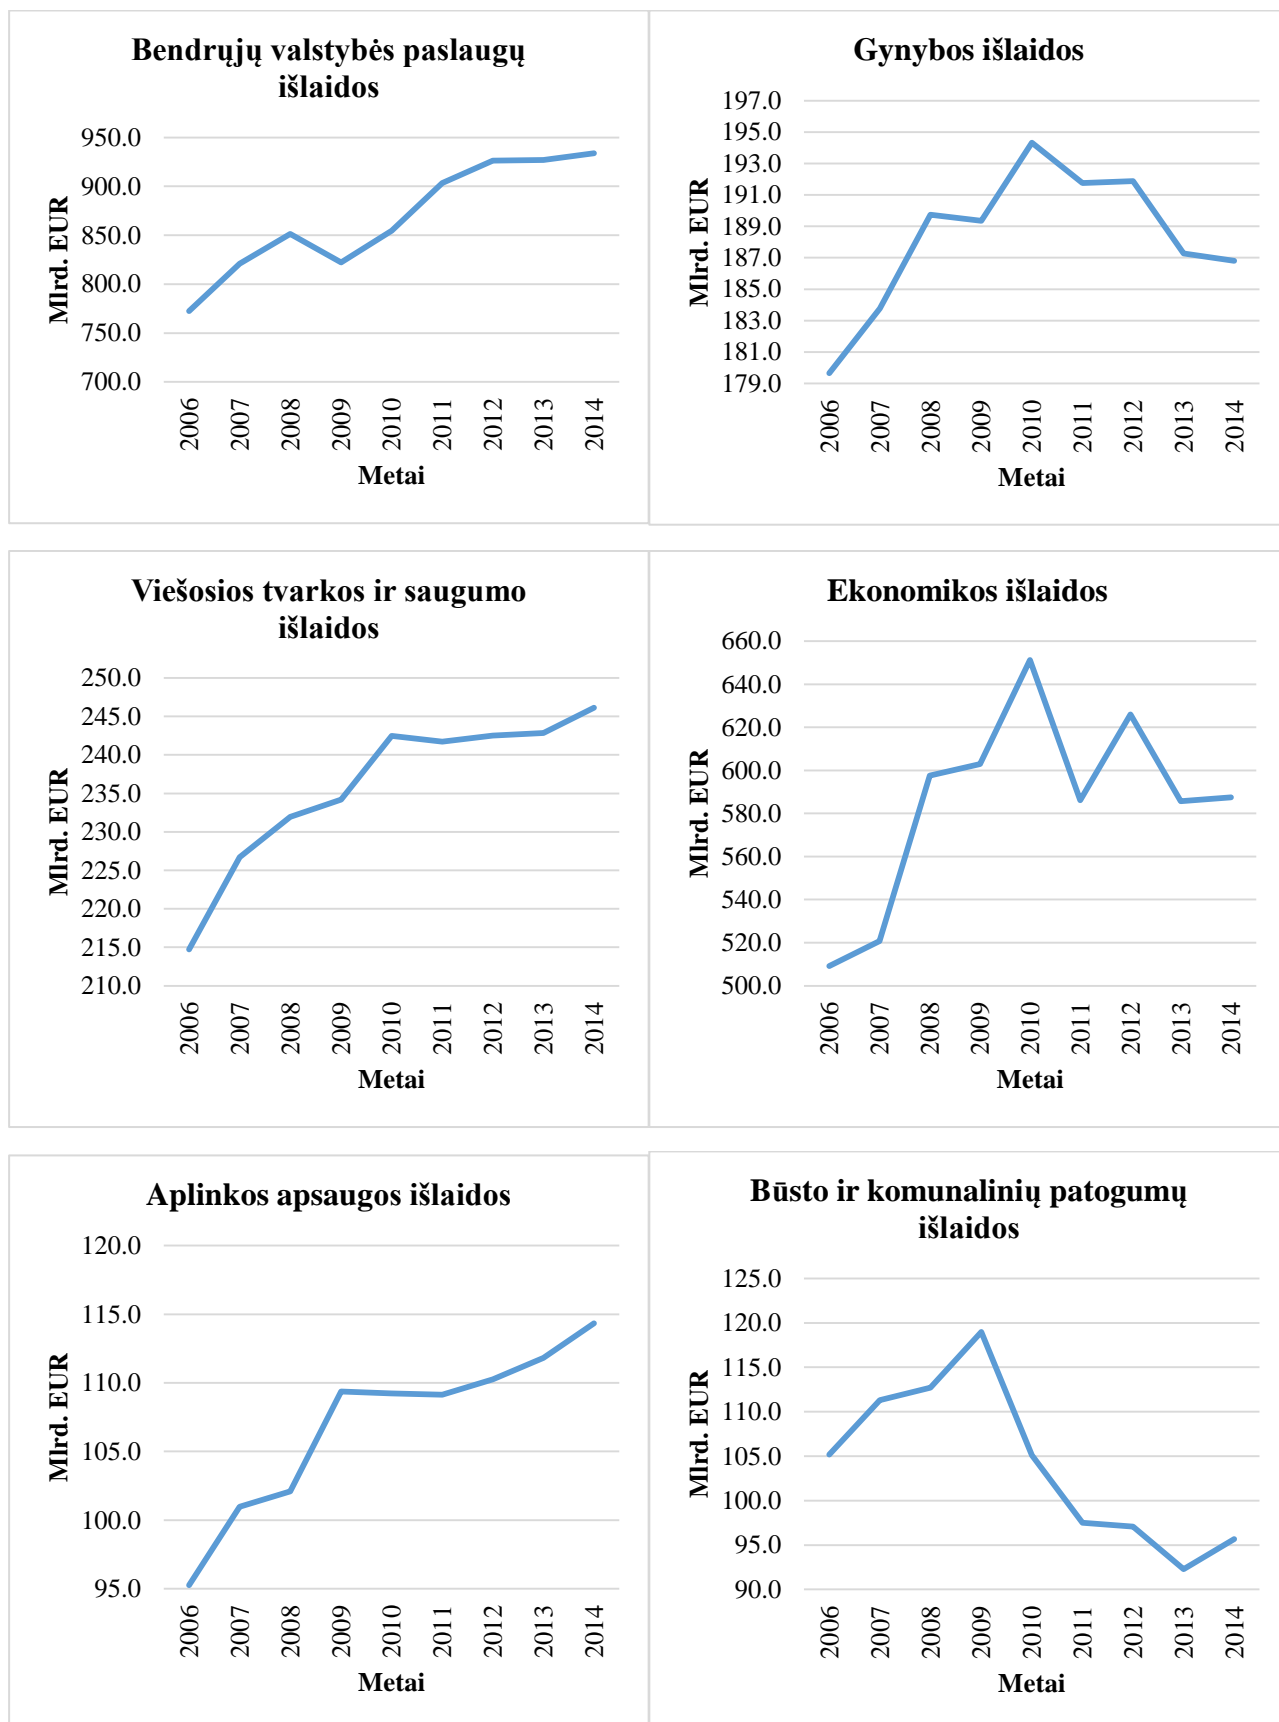 Bendrųjų valstybės paslaugų
išlaidos
Mlrd. EUR
950.0
900.0
850.0
800.0
750.0
700.0
2006 2007 2008 2009 2010 2011 2012 2013 2014
Metai
Gynybos išlaidos
Mlrd. EUR
197.0
195.0
193.0
191.0
189.0
187.0
185.0
183.0
181.0
179.0
2006 2007 2008 2009 2010 2011 2012 2013 2014
Metai
Viešosios tvarkos ir saugumo
išlaidos
Mlrd. EUR
250.0
245.0
240.0
235.0
230.0
225.0
220.0
215.0
210.0
2006 2007 2008 2009 2010 2011 2012 2013 2014
Metai
Ekonomikos išlaidos
Mlrd. EUR
660.0
640.0
620.0
600.0
580.0
560.0
540.0
520.0
500.0
2006 2007 2008 2009 2010 2011 2012 2013 2014
Metai
Aplinkos apsaugos išlaidos
Mlrd. EUR
120.0
115.0
110.0
105.0
100.0
95.0
2006 2007 2008 2009 2010 2011 2012 2013 2014
Metai
Būsto ir komunalinių patogumų
išlaidos
Mlrd. EUR
125.0
120.0
115.0
110.0
105.0
100.0
95.0
90.0
2006 2007 2008 2009 2010 2011 2012 2013 2014
Metai